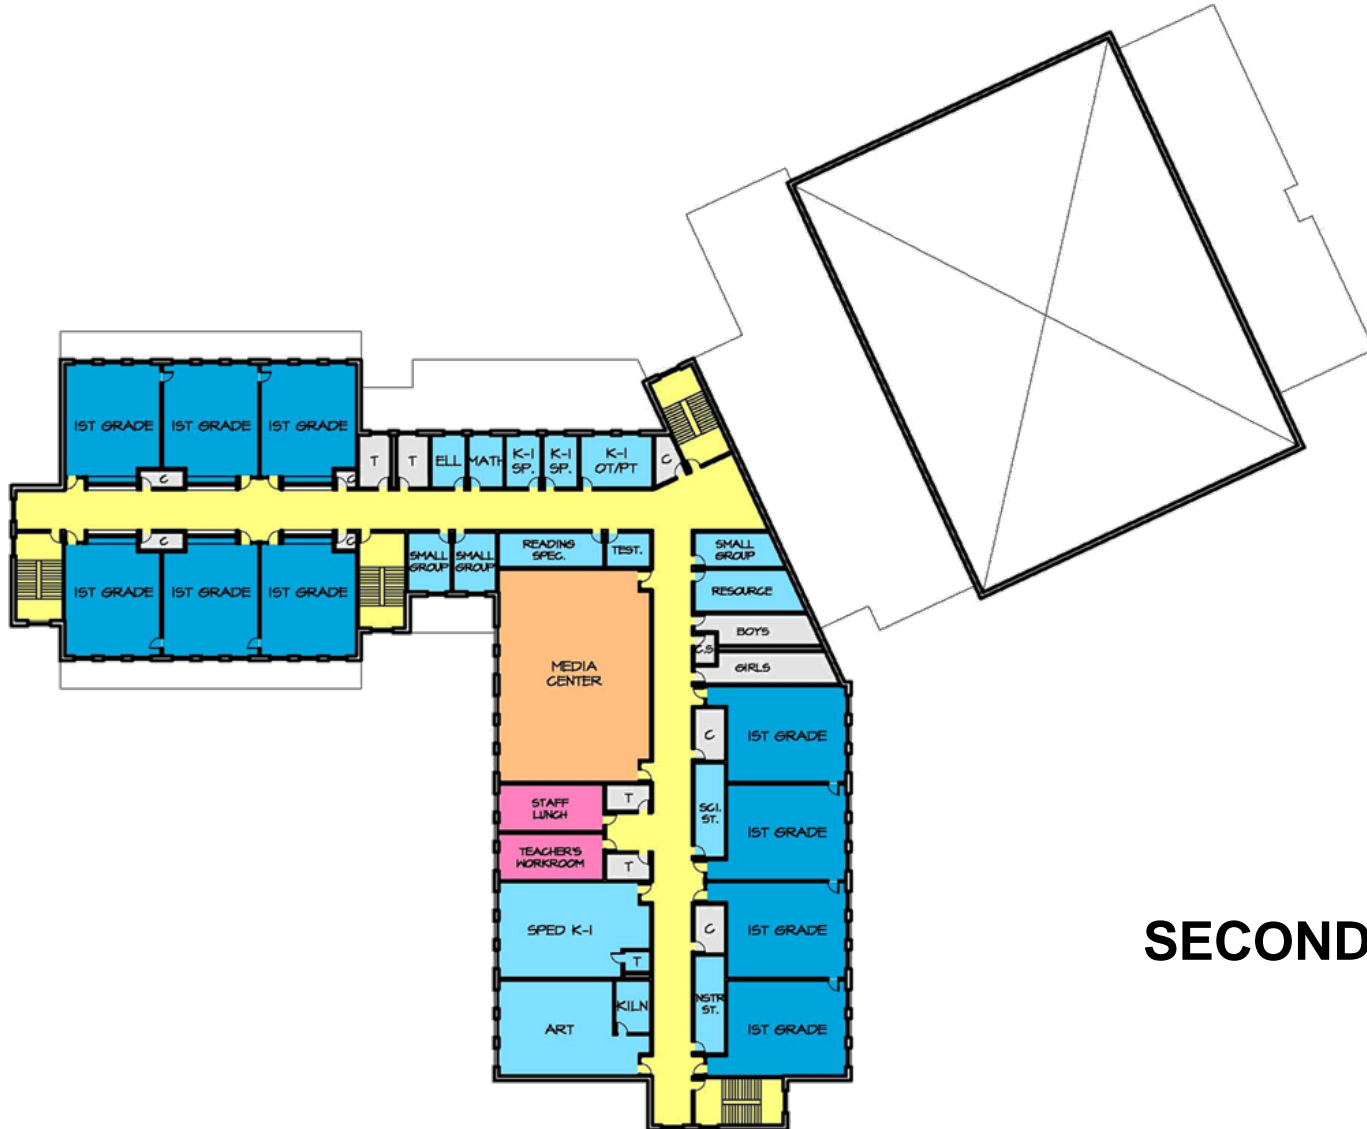 1ST GRADE
1ST GRADE
1ST GRADE
C
C
T
T
ELL
MATH
K-1
SP.
K-1
SP.
K-1
OT/PT
C
1ST GRADE
1ST GRADE
1ST GRADE
C
C
SMALL
GROUP
SMALL
GROUP
READING
SPEC.
TEST.
SMALL
GROUP
RESOURCE
BOYS
C.S
GIRLS
MEDIA
CENTER
C
1ST GRADE
STAFF
LUNCH
T
SCI.
ST.
1ST GRADE
TEACHER'S
WORKROOM
T
SPED K-1
T
C
1ST GRADE
ART
KILN
NSTR
ST.
1ST GRADE
SECOND